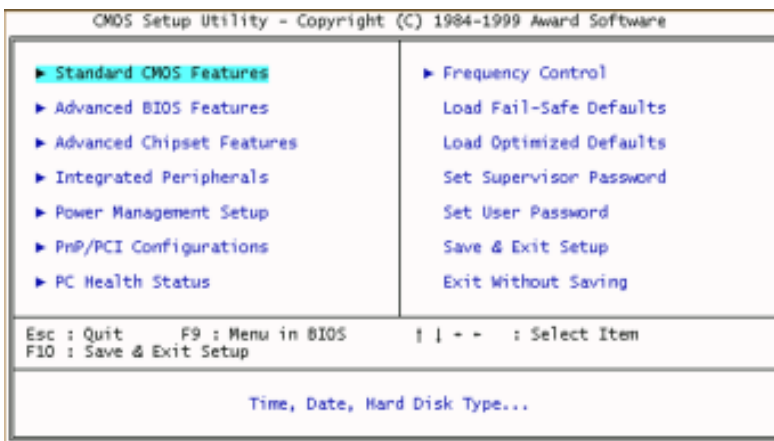 CMOS Setup Utility - Copyright (C) 1984-1999 Award Software
▶ Standard CMOS Features
▶ Advanced BIOS Features
▶ Advanced Chipset Features
▶ Integrated Peripherals
▶ Power Management Setup
▶ PnP/PCI Configurations
▶ PC Health Status
▶ Frequency Control
Load Fail-Safe Defaults
Load Optimized Defaults
Set Supervisor Password
Set User Password
Save & Exit Setup
Exit Without Saving
Esc : Quit F9 : Menu in BIOS : Select Item
F10 : Save & Exit Setup
Time, Date, Hard Disk Type...